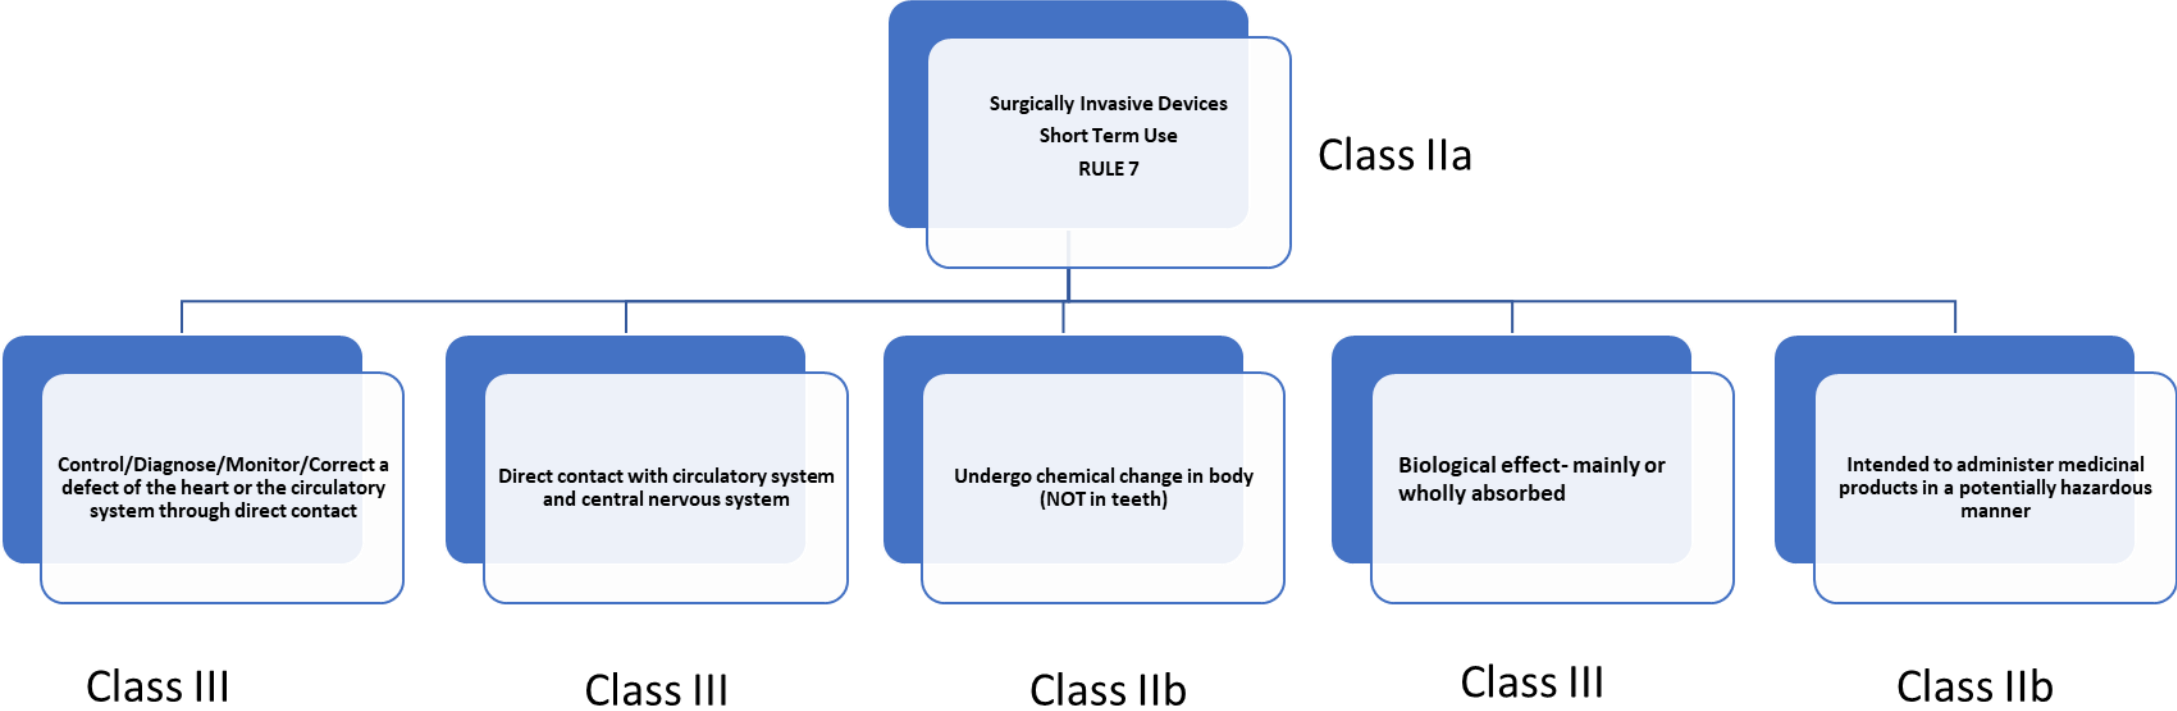 Surgically Invasive Devices
Short Term Use
RULE 7
Class IIa
Control/Diagnose/Monitor/Correct a
defect of the heart or the circulatory
system through direct contact
Direct contact with circulatory system
and central nervous system
Undergo chemical change in body
(NOT in teeth)
Biological effect- mainly or
wholly absorbed
Intended to administer medicinal
products in a potentially hazardous
manner
Class III
Class III
Class IIb
Class III
Class IIb